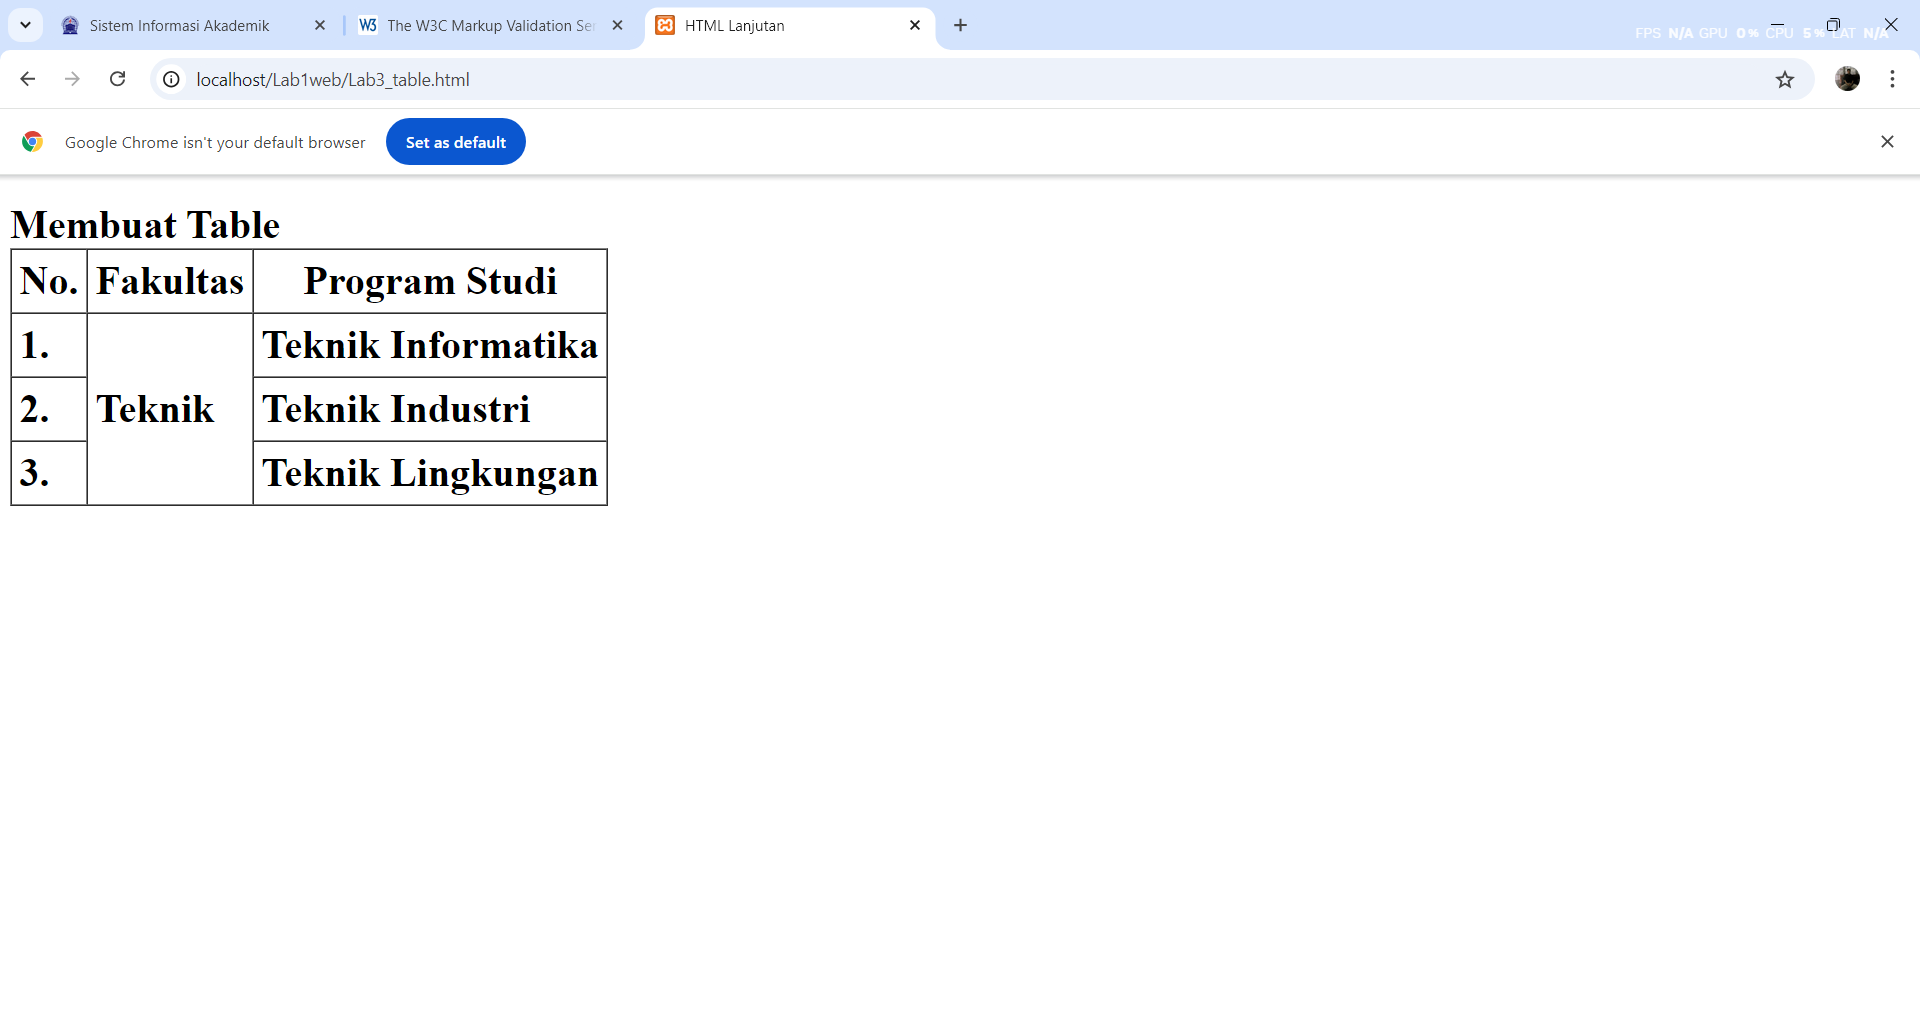 Sistem Informasi Akademik
W3 The W3C Markup Validation Ser
HTML Lanjutan
FPS N/A GPU 0% CPU 5% LAT N/A
localhost/Lab1web/Lab3_table.html
Google Chrome isn't your default browser Set as default
Membuat Table
No. Fakultas Program Studi
1. Teknik Informatika
2. Teknik Teknik Industri
3. Teknik Lingkungan